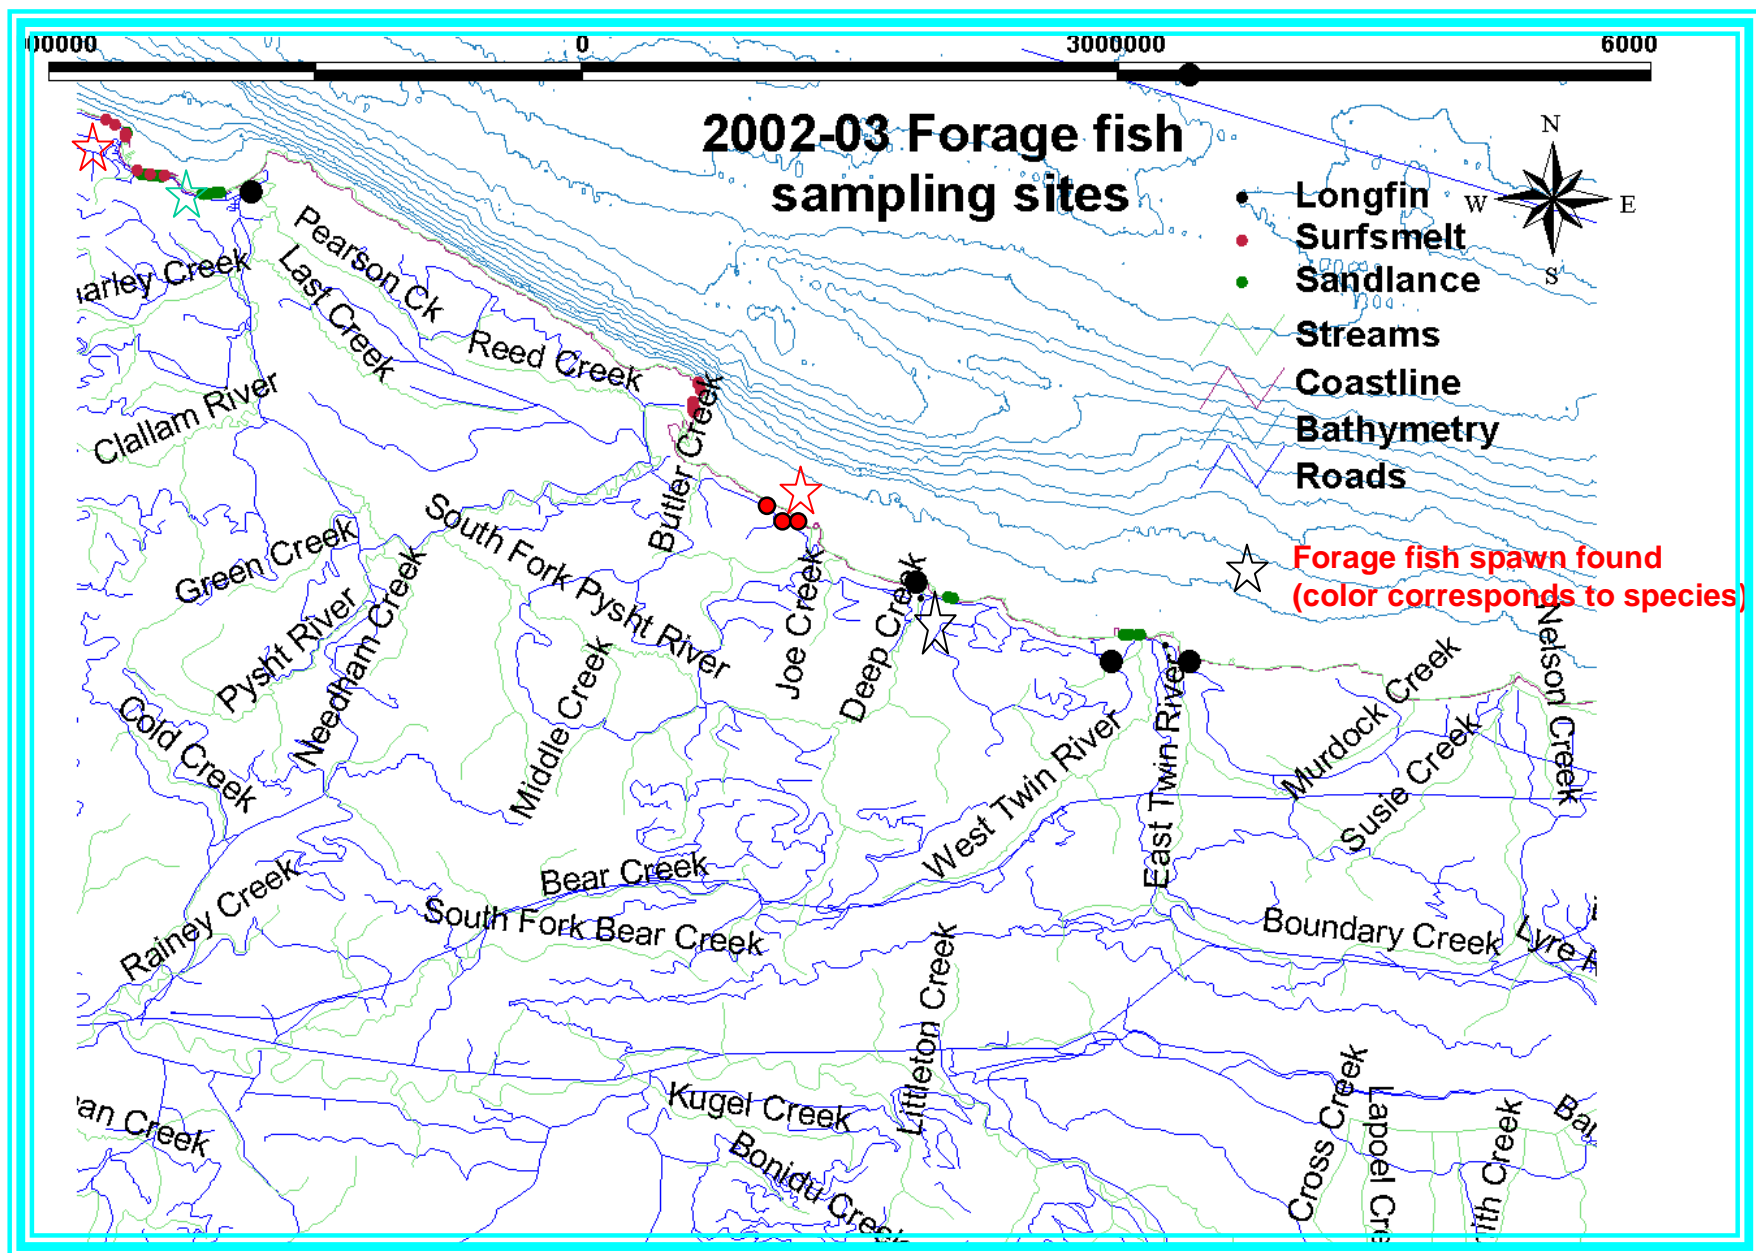 0
3000000
6000
2002-03 Forage fish
sampling sites
N
W
E
S
Longfin
Surfsmelt
Sandlance
Streams
Coastline
Bathymetry
Roads
Forage fish spawn found
(color corresponds to species)
Pearson Ck
Last Creek
Creek
Reed Creek
Clallam River
Butler Creek
South Fork Pysht River
Green Creek
Pysht River
Needham Creek
Joe Creek
Deep Creek
Middle Creek
Cold Creek
West Twin River
East Twin River
Murdock Creek
Susie Creek
Nelson Creek
Bear Creek
South Fork Bear Creek
Rainey Creek
Boundary Creek
Lyre
Littleton Creek
Kugel Creek
Bonidu Creek
Creek
Cross Creek
Lapoel Cre
Creek